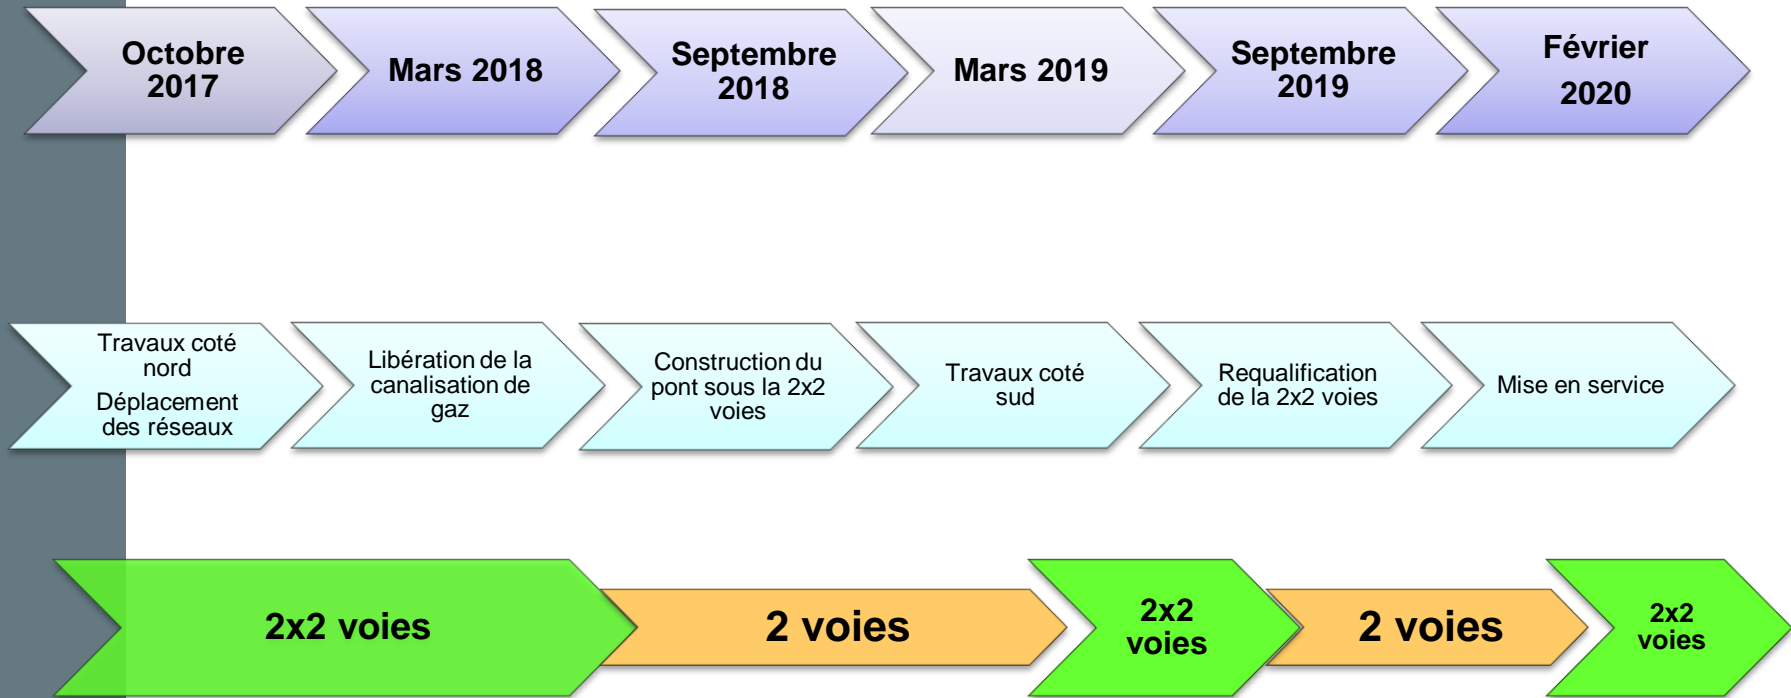 Octobre
2017
Mars 2018
Septembre
2018
Mars 2019
Septembre
2019
Février
2020
Travaux coté
nord
Déplacement
des réseaux
Libération de la
canalisation de
gaz
Construction du
pont sous la 2x2
voies
Travaux coté
sud
Requalification
de la 2x2 voies
Mise en service
2x2 voies
2 voies
2x2
voies
2 voies
2x2
voies